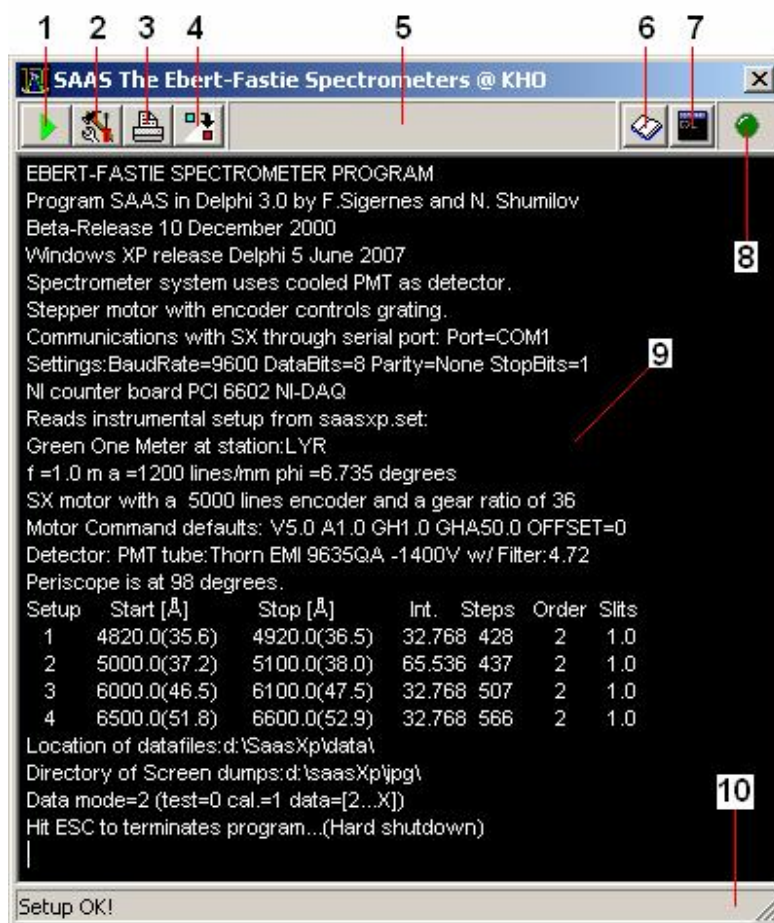 1 2 3 4 5 6 7
SAAS The Ebert-Fastie Spectrometers @ KHO
EBERT-FASTIE SPECTROMETER PROGRAM
Program SAAS in Delphi 3.0 by F.Sigernes and N. Shumilov
Beta-Release 10 December 2000
Windows XP release Delphi 5 June 2007
8
Spectrometer system uses cooled PMT as detector.
Stepper motor with encoder controls grating.
Communications with SX through serial port: Port=COM1
9
Settings:BaudRate=9600 DataBits=8 Parity=None StopBits=1
NI counter board PCI 6602 NI-DAQ
Reads instrumental setup from saasxp.set:
Green One Meter at station:LYR
f =1.0 m a =1200 lines/mm phi =6.735 degrees
SX motor with a 5000 lines encoder and a gear ratio of 36
Motor Command defaults: V5.0 A1.0 GH1.0 GHA50.0 OFFSET=0
Detector: PMT tube:Thorn EMI 9635QA -1400V w/ Filter:4.72
Periscope is at 98 degrees.
Setup Start [Å] Stop [Å] Int. Steps Order Slits
1 4820.0(35.6) 4920.0(36.5) 32.768 428 2 1.0
2 5000.0(37.2) 5100.0(38.0) 65.536 437 2 1.0
3 6000.0(46.5) 6100.0(47.5) 32.768 507 2 1.0
4 6500.0(51.8) 6600.0(52.9) 32.768 566 2 1.0
Location of datafiles:d:\SaasXp\data\
Directory of Screen dumps:d:\saasXp\jpg\
Data mode=2 (test=0 cal.=1 data=[2...X])
10
Hit ESC to terminates program...(Hard shutdown)
Setup OK!